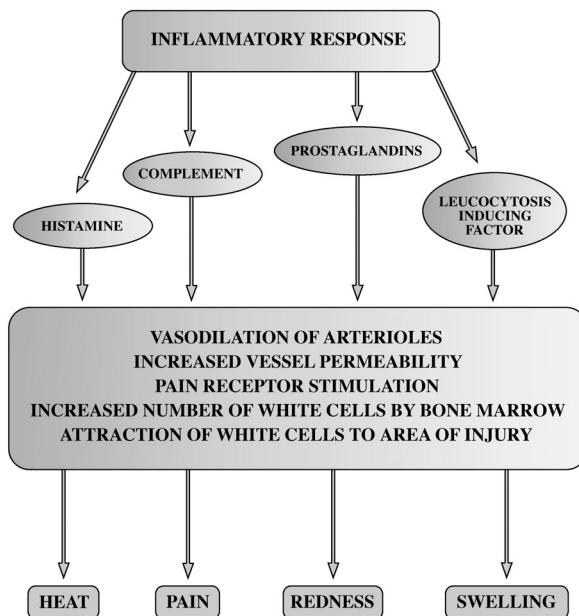 INFLAMMATORY RESPONSE
PROSTAGLANDINS
COMPLEMENT
LEUCOCYTOSIS
INDUCING
FACTOR
HISTAMINE
VASODILATION OF ARTERIOLES
INCREASED VESSEL PERMEABILITY
PAIN RECEPTOR STIMULATION
INCREASED NUMBER OF WHITE CELLS BY BONE MARROW
ATTRACTION OF WHITE CELLS TO AREA OF INJURY
HEAT
PAIN
REDNESS
SWELLING